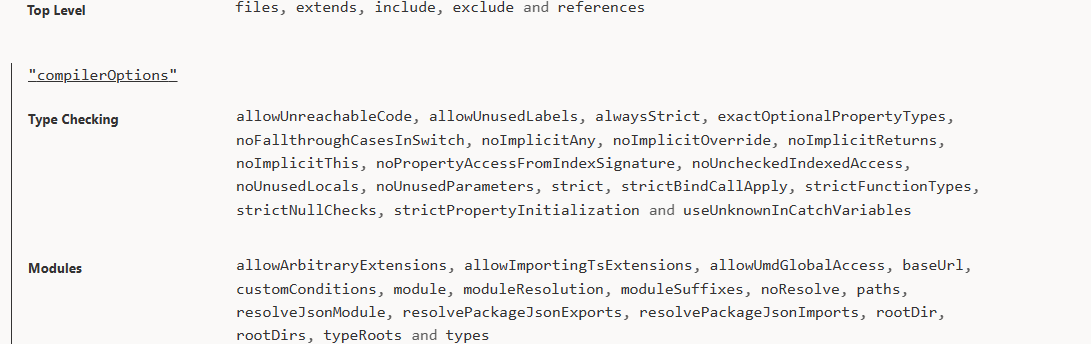 Top Level files, extends, include, exclude and references
"compilerOptions"
Type Checking allowUnreachableCode, allowUnusedLabels, alwaysStrict, exactOptionalPropertyTypes,
noFallthroughCasesInSwitch, noImplicitAny, noImplicitOverride, noImplicitReturns,
noImplicitThis, noPropertyAccessFromIndexSignature, noUncheckedIndexedAccess,
noUnusedLocals, noUnusedParameters, strict, strictBindCallApply, strictFunctionTypes,
strictNullChecks, strictPropertyInitialization and useUnknownInCatchVariables
Modules allowArbitraryExtensions, allowImportingTsExtensions, allowUmdGlobalAccess, baseUrl,
customConditions, module, moduleResolution, moduleSuffixes, noResolve, paths,
resolveJsonModule, resolvePackageJsonExports, resolvePackageJsonImports, rootDir,
rootDirs, typeRoots and types